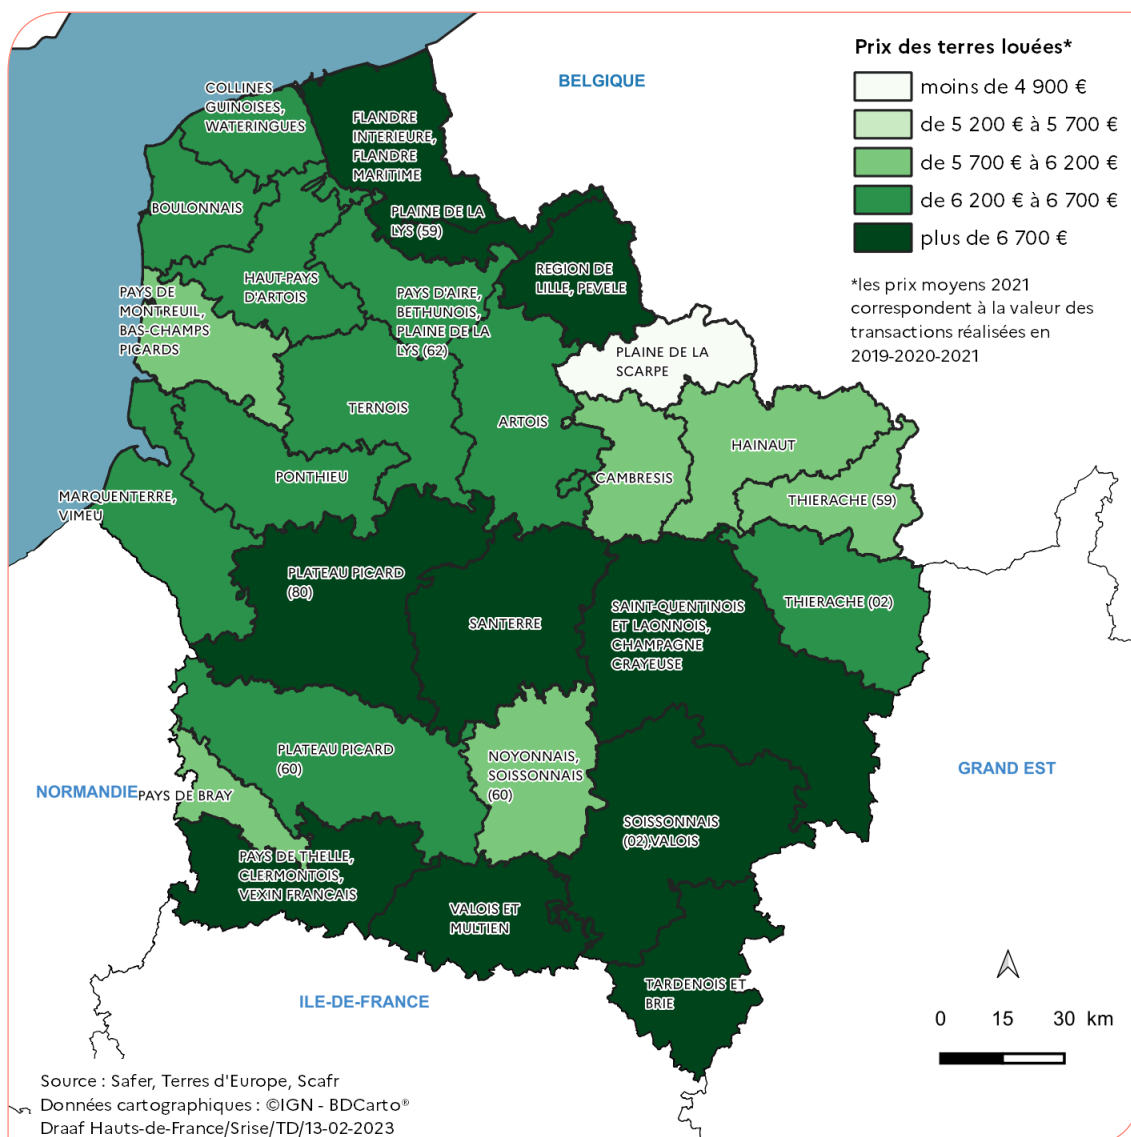 Prix des terres louées*
moins de 4 900 €
de 5 200 € à 5 700 €
de 5 700 € à 6 200 €
de 6 200 € à 6 700 €
plus de 6 700 €
*les prix moyens 2021
correspondent à la valeur des
transactions réalisées en
2019-2020-2021
BELGIQUE
COLLINES
GUINOISES,
WATERINGUES
FLANDRE
INTERIEURE,
FLANDRE
MARITIME
BOULONNAIS
PLAINE DE LA
LYS (59)
REGION DE
LILLE, PEVELE
HAUT-PAYS
D'ARTOIS
PAYS DE
MONTREUIL,
BAS-CHAMPS
PICARDS
PAYS D'AIRE,
BETHUNOIS,
PLAINE DE LA
LYS (62)
PLAINE DE LA
SCARPE
TERNOIS
ARTOIS
HAINAUT
PONTHIEU
CAMBRESIS
MARQUENTERRE,
VIMEU
THIERACHE (59)
PLATEAU PICARD
(80)
SANTERRE
SAINT-QUENTINOIS
ET LAONNOIS,
CHAMPAGNE
CRAYEUSE
THIERACHE (02)
PLATEAU PICARD
(60)
NOYONNAIS,
SOISSONNAIS
(60)
GRAND EST
NORMANDIE
PAYS DE BRAY
SOISSONNAIS
(02),VALOIS
PAYS DE THELLE,
CLERMONTOIS,
VEXIN FRANCAIS
VALOIS ET
MULTIEN
TARDENOIS ET
BRIE
ILE-DE-FRANCE
0 15 30 km
Source : Safer, Terres d'Europe, Scafr
Données cartographiques : ©IGN - BDCarto®
Draaf Hauts-de-France/Srise/TD/13-02-2023